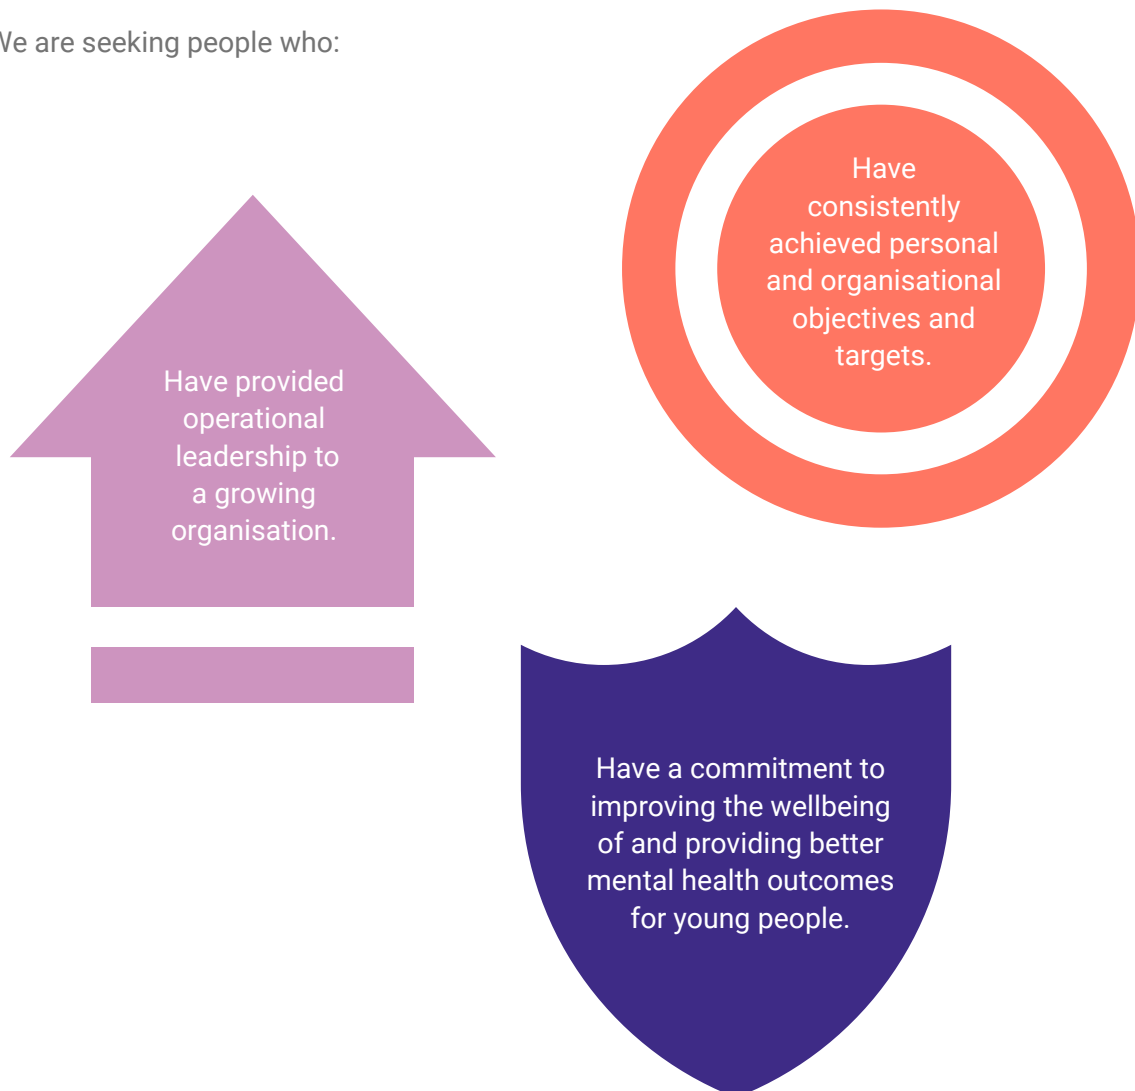 We are seeking people who:
Have
consistently
achieved personal
and organisational
objectives and
targets.
Have provided
operational
leadership to
a growing
organisation.
Have a commitment to
improving the wellbeing
of and providing better
mental health outcomes
for young people.